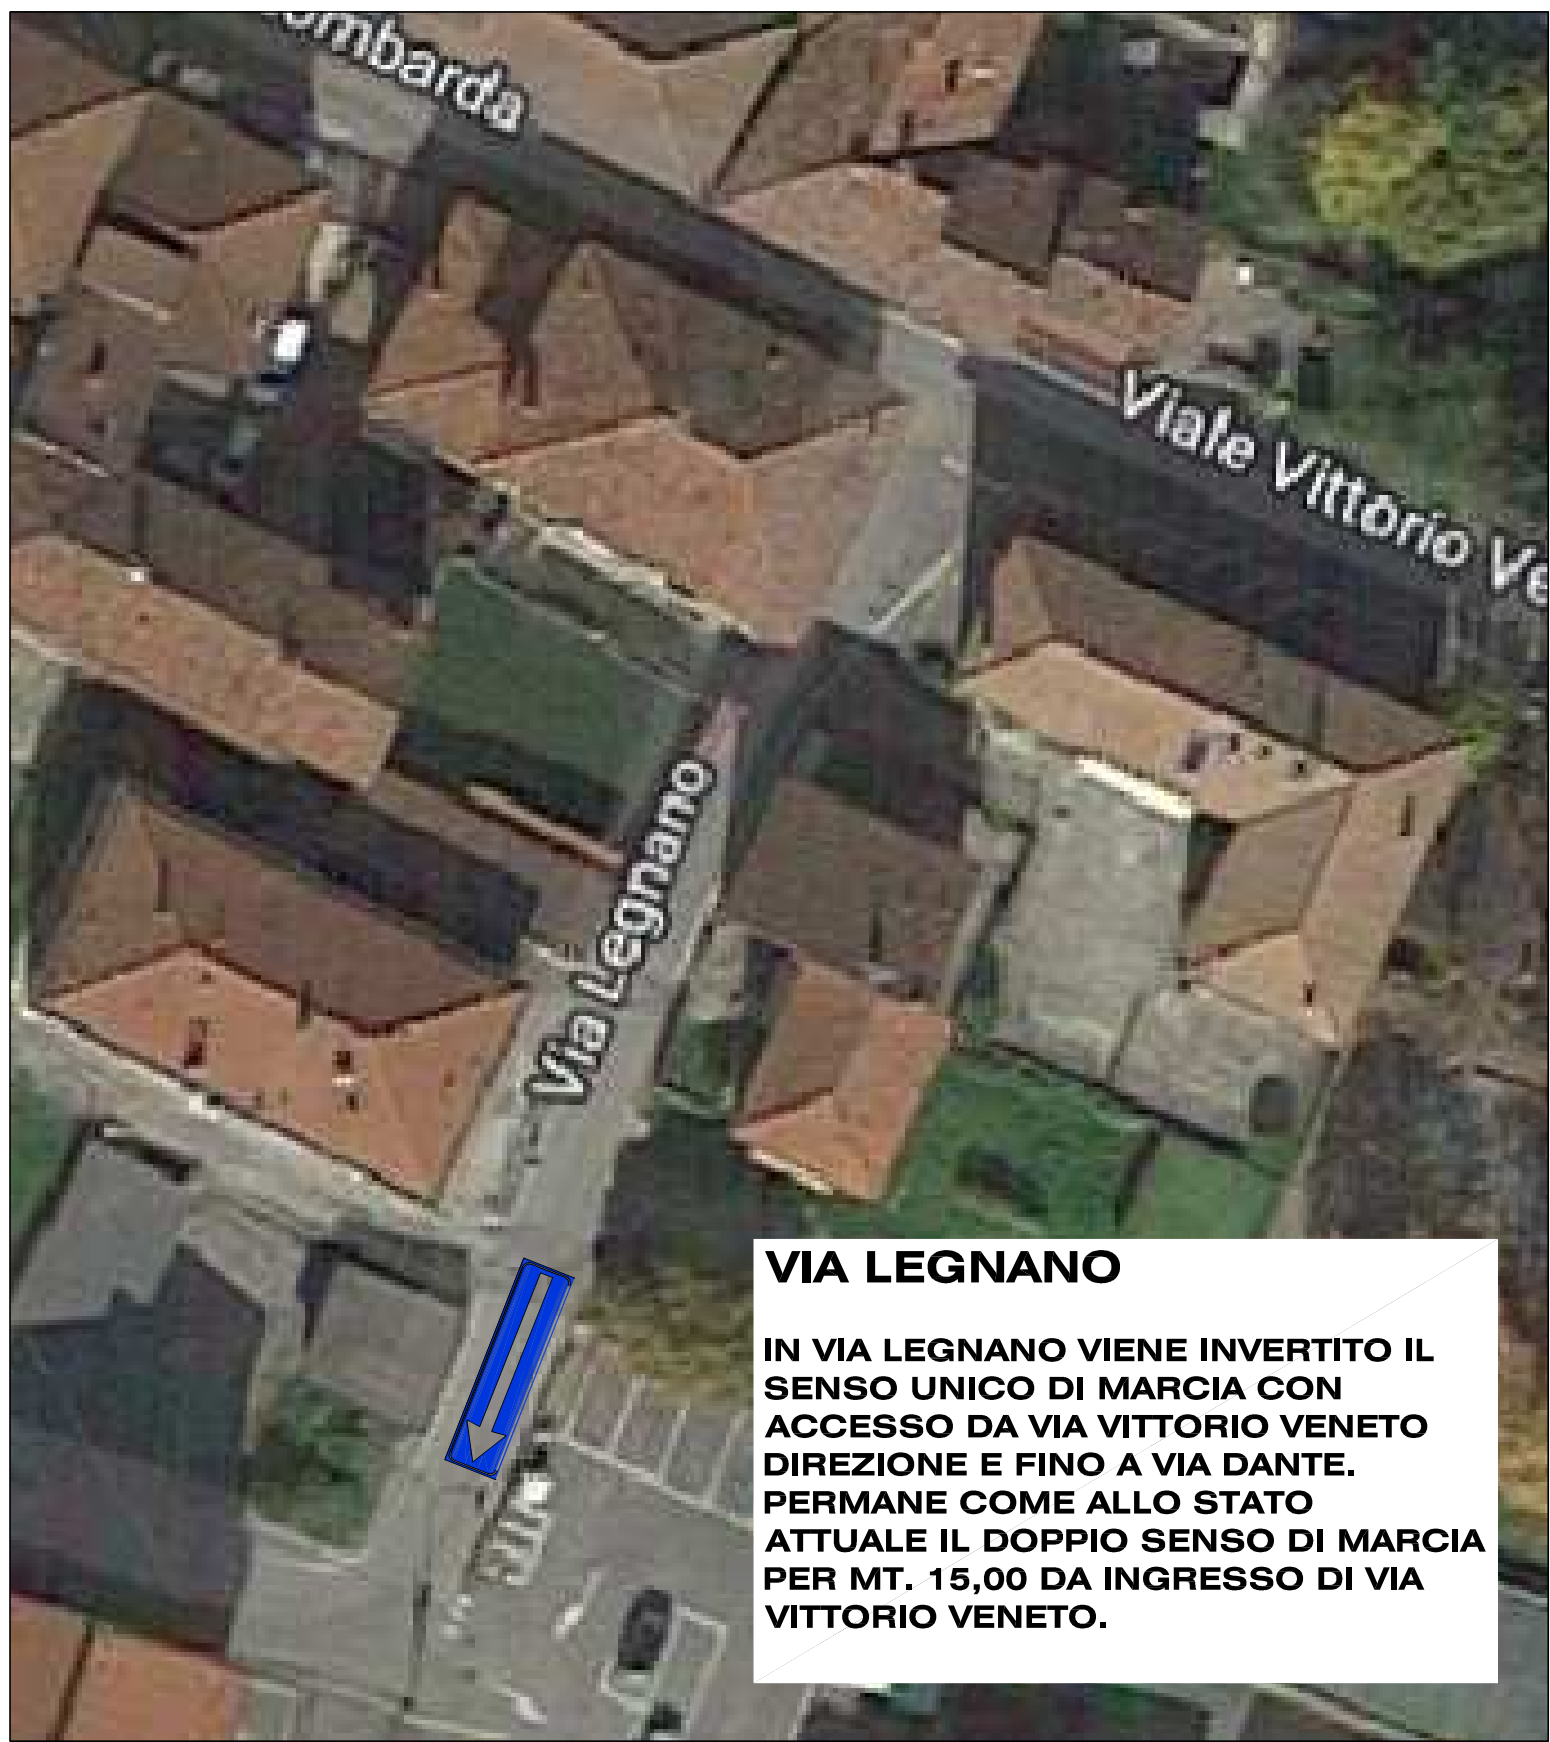 ombarda
Viale Vittorio Ve
Via Legnano
VIA LEGNANO
IN VIA LEGNANO VIENE INVERTITO IL
SENSO UNICO DI MARCIA CON
ACCESSO DA VIA VITTORIO VENETO
DIREZIONE E FINO A VIA DANTE.
PERMANE COME ALLO STATO
ATTUALE IL DOPPIO SENSO DI MARCIA
PER MT. 15,00 DA INGRESSO DI VIA
VITTORIO VENETO.